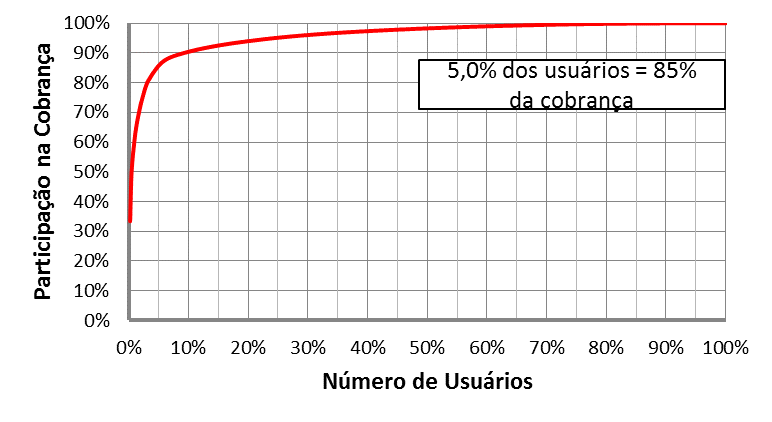 Participação na Cobrança
100%
90%
80%
70%
60%
50%
40%
30%
20%
10%
0%
5,0% dos usuários = 85%
da cobrança
0% 10% 20% 30% 40% 50% 60% 70% 80% 90% 100%
Número de Usuários